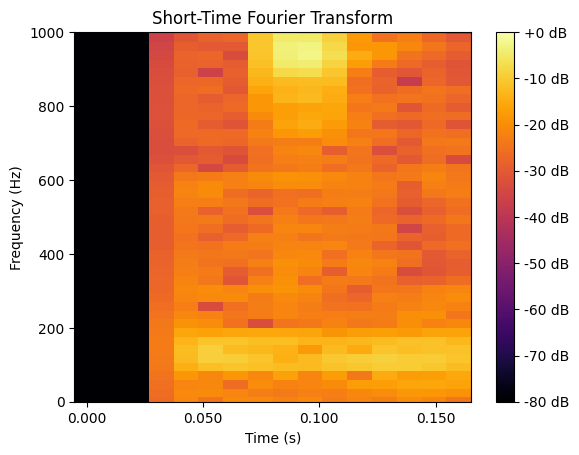 Short-Time Fourier Transform
1000
800
600
400
200
0
Frequency (Hz)
0.000
0.050
0.100
0.150
Time (s)
+0 dB
-10 dB
-20 dB
-30 dB
-40 dB
-50 dB
-60 dB
-70 dB
-80 dB